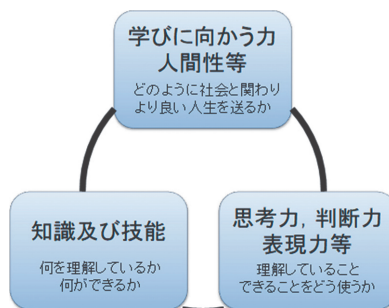 学びに向かう力
人間性等
どのように社会と関わり
より良い人生を送るか
知識及び技能
何を理解しているか
何ができるか
思考力，判断力
表現力等
理解していること
できることをどう使うか